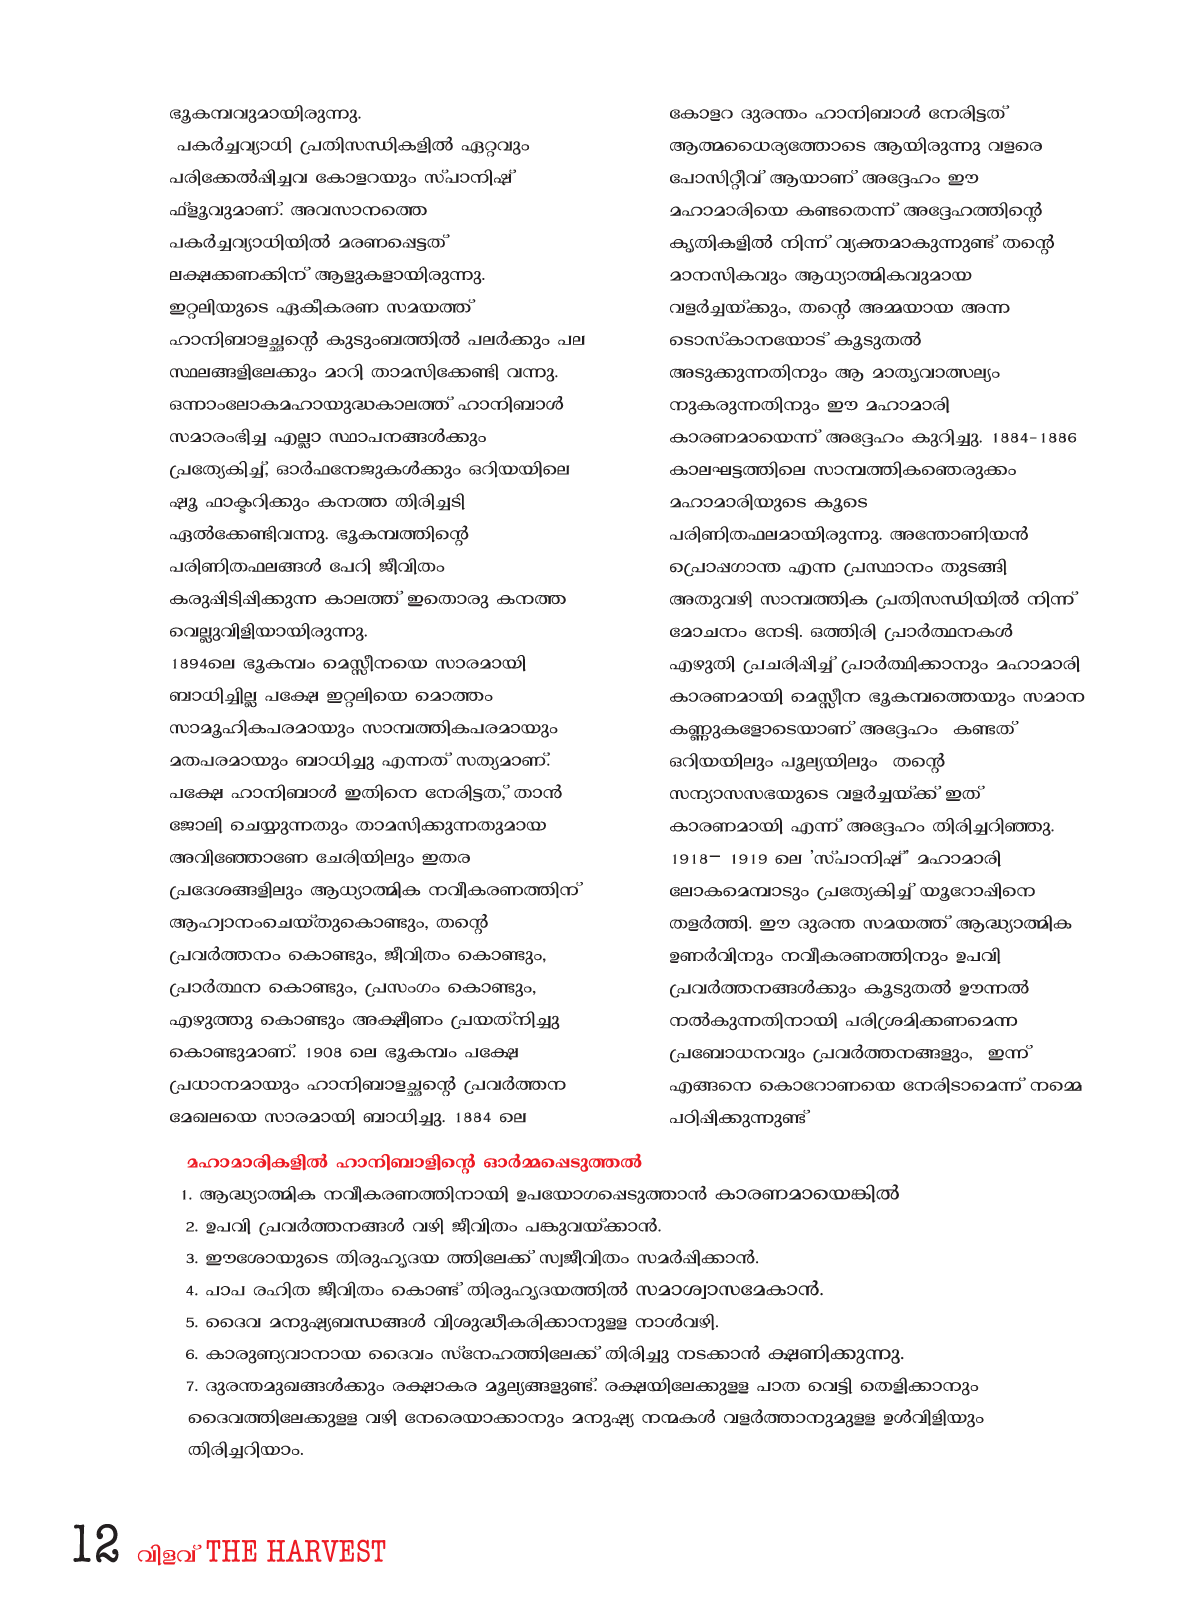 ഭൂകമ്പവുമായിരുന്നു.
പകർച്ചവ്യാധി പ്രതിസന്ധികളിൽ ഏറ്റവും
പരിക്കേൽപ്പിച്ചവ കോളറയും സ്പാനിഷ്
ഫ്ളൂവുമാണ്. അവസാനത്തെ
പകർച്ചവ്യാധിയിൽ മരണപ്പെട്ടത്
ലക്ഷക്കണക്കിന് ആളുകളായിരുന്നു.
ഇറ്റലിയുടെ ഏകീകരണ സമയത്ത്
ഹാനിബാളച്ഛന്റെ കുടുംബത്തിൽ പലർക്കും പല
സ്ഥലങ്ങളിലേക്കും മാറി താമസിക്കേണ്ടി വന്നു.
ഒന്നാംലോകമഹായുദ്ധകാലത്ത് ഹാനിബാൾ
സമാരംഭിച്ച എല്ലാ സ്ഥാപനങ്ങൾക്കും
പ്രത്യേകിച്ച്, ഓർഫനേജുകൾക്കും ഒറിയയിലെ
ഷൂ ഫാക്ടറിക്കും കനത്ത തിരിച്ചടി
ഏൽക്കേണ്ടിവന്നു. ഭൂകമ്പത്തിന്റെ
പരിണിതഫലങ്ങൾ പേറി ജീവിതം
കരുപ്പിടിപ്പിക്കുന്ന കാലത്ത് ഇതൊരു കനത്ത
വെല്ലുവിളിയായിരുന്നു.
1894ലെ ഭൂകമ്പം മെസ്സീനയെ സാരമായി
ബാധിച്ചില്ല പക്ഷേ ഇറ്റലിയെ മൊത്തം
സാമൂഹികപരമായും സാമ്പത്തികപരമായും
മതപരമായും ബാധിച്ചു എന്നത് സത്യമാണ്.
പക്ഷേ ഹാനിബാൾ ഇതിനെ നേരിട്ടത്, താൻ
ജോലി ചെയ്യുന്നതും താമസിക്കുന്നതുമായ
അവിഞ്ഞോണേ ചേരിയിലും ഇതര
പ്രദേശങ്ങളിലും ആധ്യാത്മിക നവീകരണത്തിന്
ആഹ്വാനംചെയ്തുകൊണ്ടും, തന്റെ
പ്രവർത്തനം കൊണ്ടും, ജീവിതം കൊണ്ടും,
പ്രാർത്ഥന കൊണ്ടും, പ്രസംഗം കൊണ്ടും,
എഴുത്തു കൊണ്ടും അക്ഷീണം പ്രയത്നിച്ചു
കൊണ്ടുമാണ്. 1908 ലെ ഭൂകമ്പം പക്ഷേ
പ്രധാനമായും ഹാനിബാളച്ഛന്റെ പ്രവർത്തന
മേഖലയെ സാരമായി ബാധിച്ചു. 1884 ലെ
കോളറ ദുരന്തം ഹാനിബാൾ നേരിട്ടത്
ആത്മധൈര്യത്തോടെ ആയിരുന്നു വളരെ
പോസിറ്റീവ് ആയാണ് അദ്ദേഹം ഈ
മഹാമാരിയെ കണ്ടതെന്ന് അദ്ദേഹത്തിന്റെ
കൃതികളിൽ നിന്ന് വ്യക്തമാകുന്നുണ്ട് തന്റെ
മാനസികവും ആധ്യാത്മികവുമായ
വളർച്ചയ്ക്കും, തന്റെ അമ്മയായ അന്ന
ടൊസ്കാനയോട് കൂടുതൽ
അടുക്കുന്നതിനും ആ മാതൃവാത്സല്യം
നുകരുന്നതിനും ഈ മഹാമാരി
കാരണമായെന്ന് അദ്ദേഹം കുറിച്ചു. 1884-1886
കാലഘട്ടത്തിലെ സാമ്പത്തികഞെരുക്കം
മഹാമാരിയുടെ കൂടെ
പരിണിതഫലമായിരുന്നു. അന്തോണിയൻ
പ്രൊപ്പഗാന്ത എന്ന പ്രസ്ഥാനം തുടങ്ങി
അതുവഴി സാമ്പത്തിക പ്രതിസന്ധിയിൽ നിന്ന്
മോചനം നേടി. ഒത്തിരി പ്രാർത്ഥനകൾ
എഴുതി പ്രചരിപ്പിച്ച് പ്രാർത്ഥിക്കാനും മഹാമാരി
കാരണമായി മെസ്സീന ഭൂകമ്പത്തെയും സമാന
കണ്ണുകളോടെയാണ് അദ്ദേഹം കണ്ടത്
ഒറിയയിലും പൂല്യയിലും തന്റെ
സന്യാസസഭയുടെ വളർച്ചയ്ക്ക് ഇത്
കാരണമായി എന്ന് അദ്ദേഹം തിരിച്ചറിഞ്ഞു.
1918– 1919 ലെ 'സ്പാനിഷ്' മഹാമാരി
ലോകമെമ്പാടും പ്രത്യേകിച്ച് യൂറോപ്പിനെ
തളർത്തി. ഈ ദുരന്ത സമയത്ത് ആദ്ധ്യാത്മിക
ഉണർവിനും നവീകരണത്തിനും ഉപവി
പ്രവർത്തനങ്ങൾക്കും കൂടുതൽ ഊന്നൽ
നൽകുന്നതിനായി പരിശ്രമിക്കണമെന്ന
പ്രബോധനവും പ്രവർത്തനങ്ങളും, ഇന്ന്
എങ്ങനെ കൊറോണയെ നേരിടാമെന്ന് നമ്മെ
പഠിപ്പിക്കുന്നുണ്ട്
മഹാമാരികളിൽ ഹാനിബാളിന്റെ ഓർമ്മപ്പെടുത്തൽ
1. ആദ്ധ്യാത്മിക നവീകരണത്തിനായി ഉപയോഗപ്പെടുത്താൻ കാരണമായെങ്കിൽ
2. ഉപവി പ്രവർത്തനങ്ങൾ വഴി ജീവിതം പങ്കുവയ്ക്കാൻ.
3. ഈശോയുടെ തിരുഹൃദയ ത്തിലേക്ക് സ്വജീവിതം സമർപ്പിക്കാൻ.
4. പാപ രഹിത ജീവിതം കൊണ്ട് തിരുഹൃദയത്തിൽ സമാശ്വാസമേകാൻ.
5. ദൈവ മനുഷ്യബന്ധങ്ങൾ വിശുദ്ധീകരിക്കാനുളള നാൾവഴി.
6. കാരുണ്യവാനായ ദൈവം സ്നേഹത്തിലേക്ക് തിരിച്ചു നടക്കാൻ ക്ഷണിക്കുന്നു.
7. ദുരന്തമുഖങ്ങൾക്കും രക്ഷാകര മൂല്യങ്ങളുണ്ട്. രക്ഷയിലേക്കുളള പാത വെട്ടി തെളിക്കാനും
ദൈവത്തിലേക്കുളള വഴി നേരെയാക്കാനും മനുഷ്യ നന്മകൾ വളർത്താനുമുളള ഉൾവിളിയും
തിരിച്ചറിയാം.
12 വിളവ് THE HARVEST